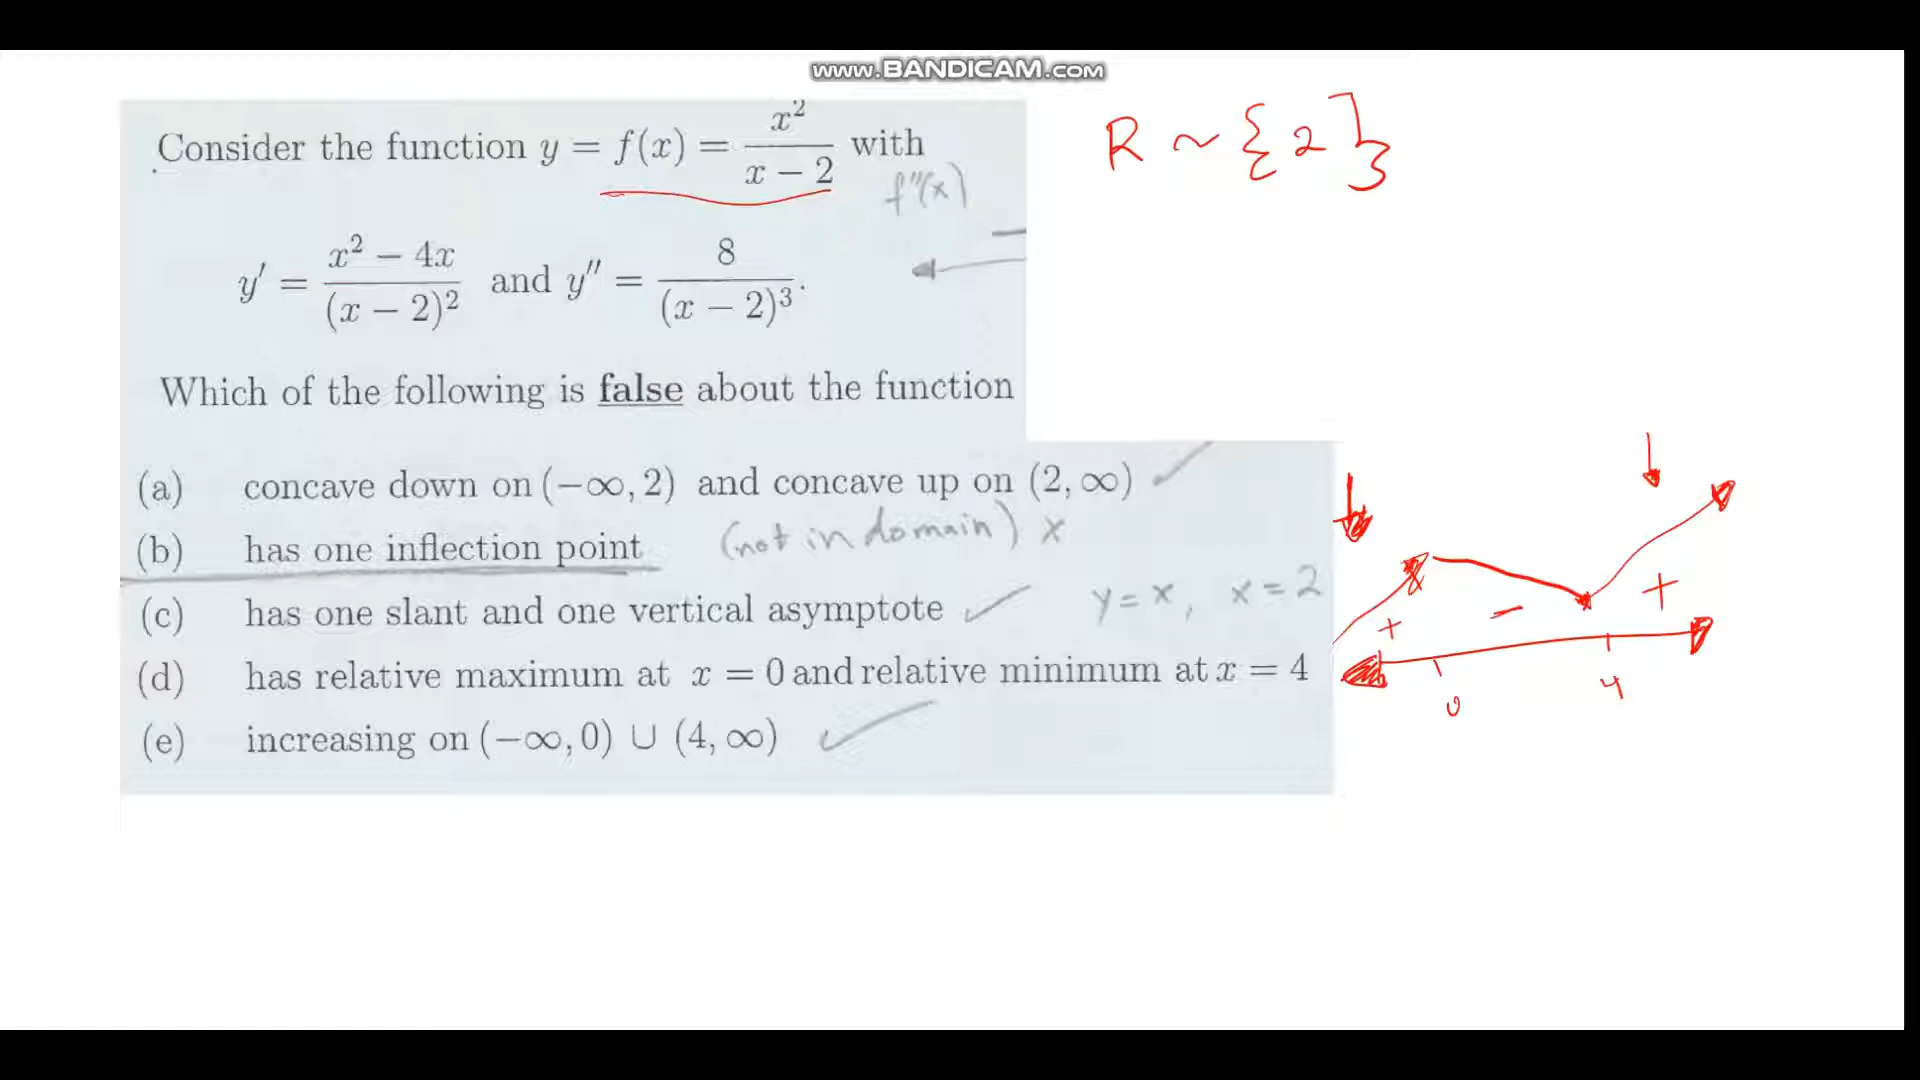 www.BANDICAM.com
Consider the function y = f(x) = x²/(x − 2) with
R ~ {2}
f''(x)
y' = (x² − 4x)/(x − 2)² and y'' = 8/(x − 2)³.
Which of the following is false about the function
(a) concave down on (−∞, 2) and concave up on (2, ∞) ✓
(b) has one inflection point (not in domain) x
(c) has one slant and one vertical asymptote ✓ y = x, x = 2
+ − +
(d) has relative maximum at x = 0 and relative minimum at x = 4
0 4
(e) increasing on (−∞, 0) ∪ (4, ∞) ✓